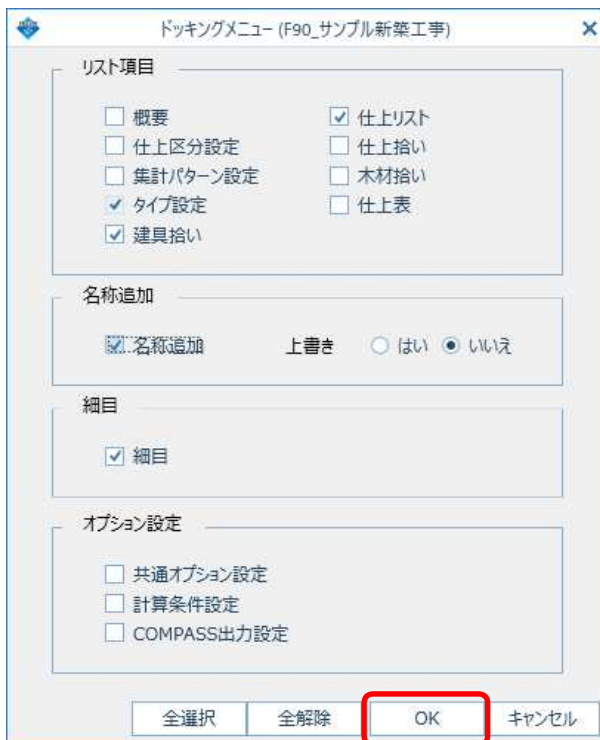 ドッキングメニュー (F90_サンプル新築工事)
リスト項目
概要
仕上リスト
仕上区分設定
仕上拾い
集計パターン設定
木材拾い
タイプ設定
仕上表
建具拾い
名称追加
名称追加 上書き はい いいえ
細目
細目
オプション設定
共通オプション設定
計算条件設定
COMPASS出力設定
全選択 全解除 OK キャンセル